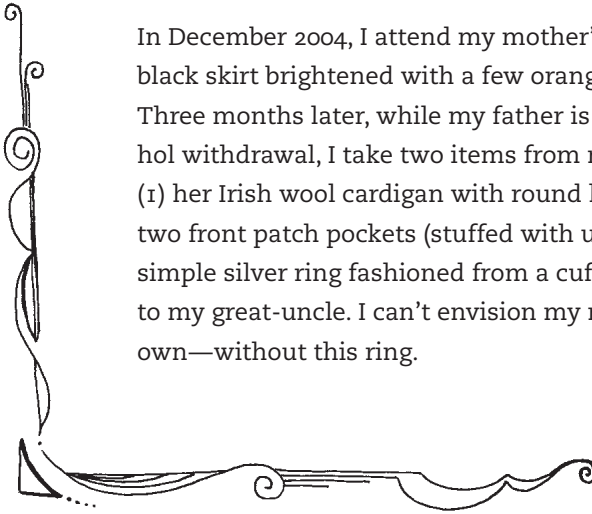 In December 2004, I attend my mother'
black skirt brightened with a few orang
Three months later, while my father is
hol withdrawal, I take two items from
(1) her Irish wool cardigan with round
two front patch pockets (stuffed with
simple silver ring fashioned from a cuf
to my great-uncle. I can't envision my
own—without this ring.